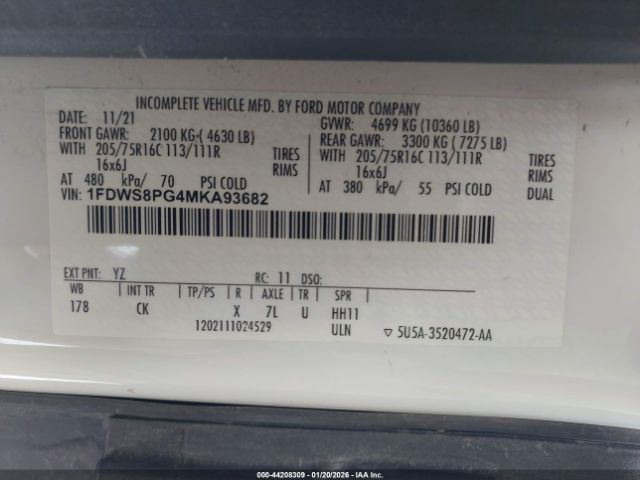 INCOMPLETE VEHICLE MFD. BY FORD MOTOR COMPANY
DATE: 11/21 GVWR: 4699 KG (10360 LB)
FRONT GAWR: 2100 KG-( 4630 LB) REAR GAWR: 3300 KG ( 7275 LB)
WITH 205/75R16C 113/111R TIRES WITH 205/75R16C 113/111R TIRES
16x6J RIMS 16x6J RIMS
AT 480 kPa/ 70 PSI COLD AT 380 kPa/ 55 PSI COLD DUAL
VIN: 1FDWS8PG4MKA93682
EXT PNT: YZ RC: 11 DSO:
WB INT TR TP/PS R AXLE TR SPR
178 CK X 7L U HH11
1202111024529 ULN ▽ 5U5A-3520472-AA
000-44208309 - 01/20/2026 - IAA, Inc.